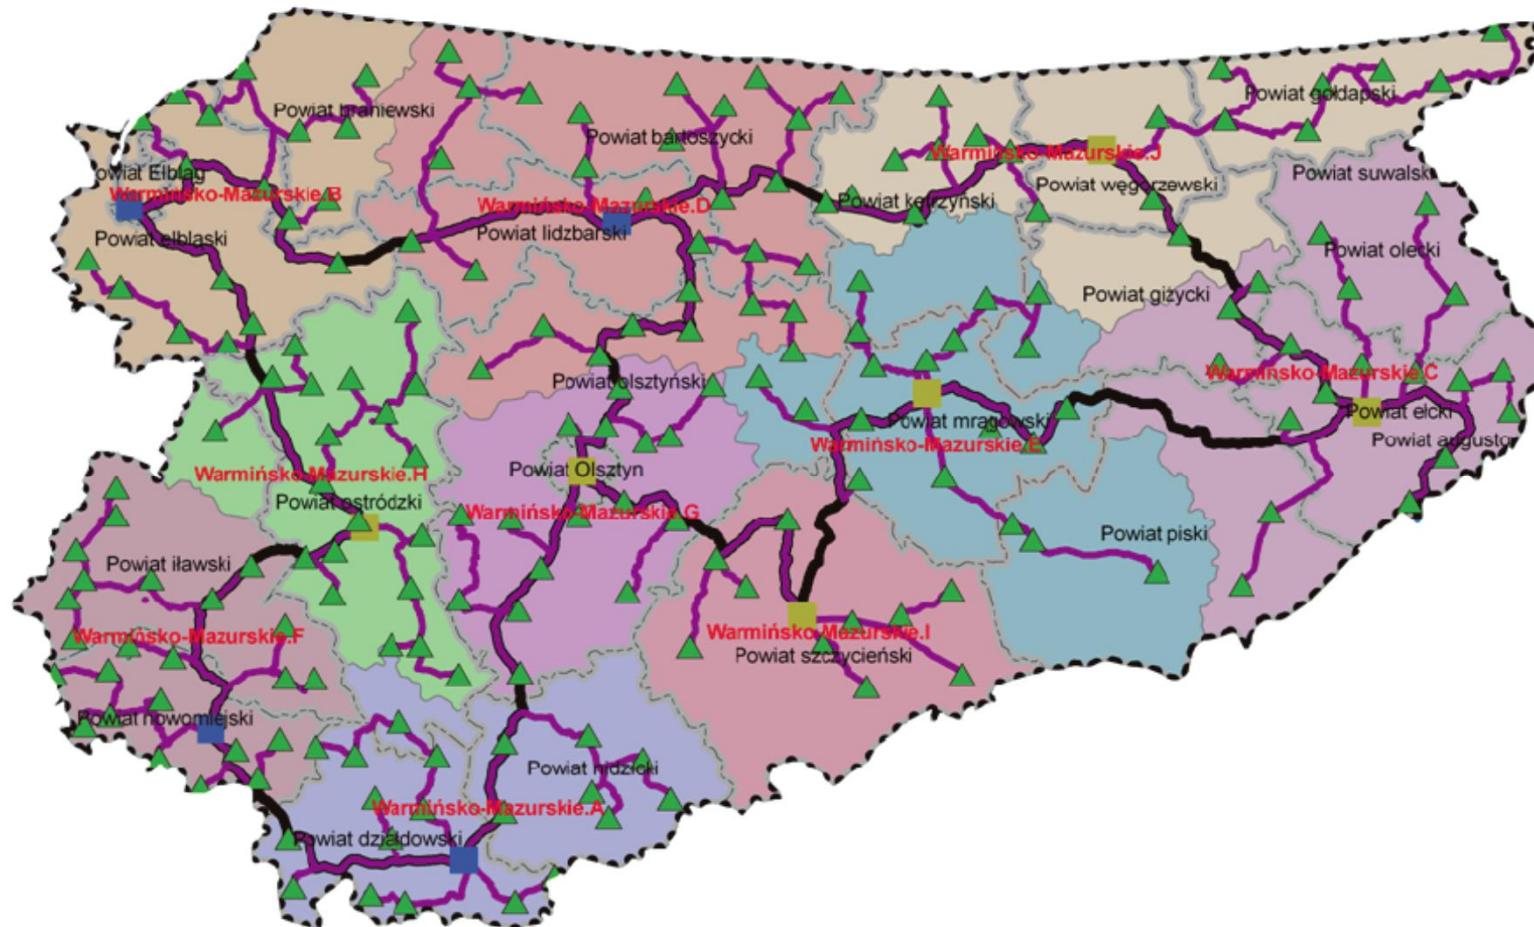 Powiat braniewski
Powiat bartoszycki
Powiat gołdapski
Warmińsko-Mazurskie.J
owiat Elbląg
Powiat suwalski
Powiat węgorzewski
Warmińsko-Mazurskie.B
Warmińsko-Mazurskie.D
Powiat kętrzyński
Powiat lidzbarski
Powiat elbląski
Powiat olecki
Powiat giżycki
Warmińsko-Mazurskie.C
Powiat olsztyński
Powiat ełcki
Powiat mrągowski
Powiat augusto
Warmińsko-Mazurskie.E
Powiat Olsztyn
Warmińsko-Mazurskie.H
Powiat ostródzki
Warmińsko-Mazurskie.G
Powiat piski
Powiat iławski
Warmińsko-Mazurskie.F
Warmińsko-Mazurskie.I
Powiat szczycieński
Powiat nowomiejski
Powiat nidzicki
Warmińsko-Mazurskie.A
Powiat działdowski